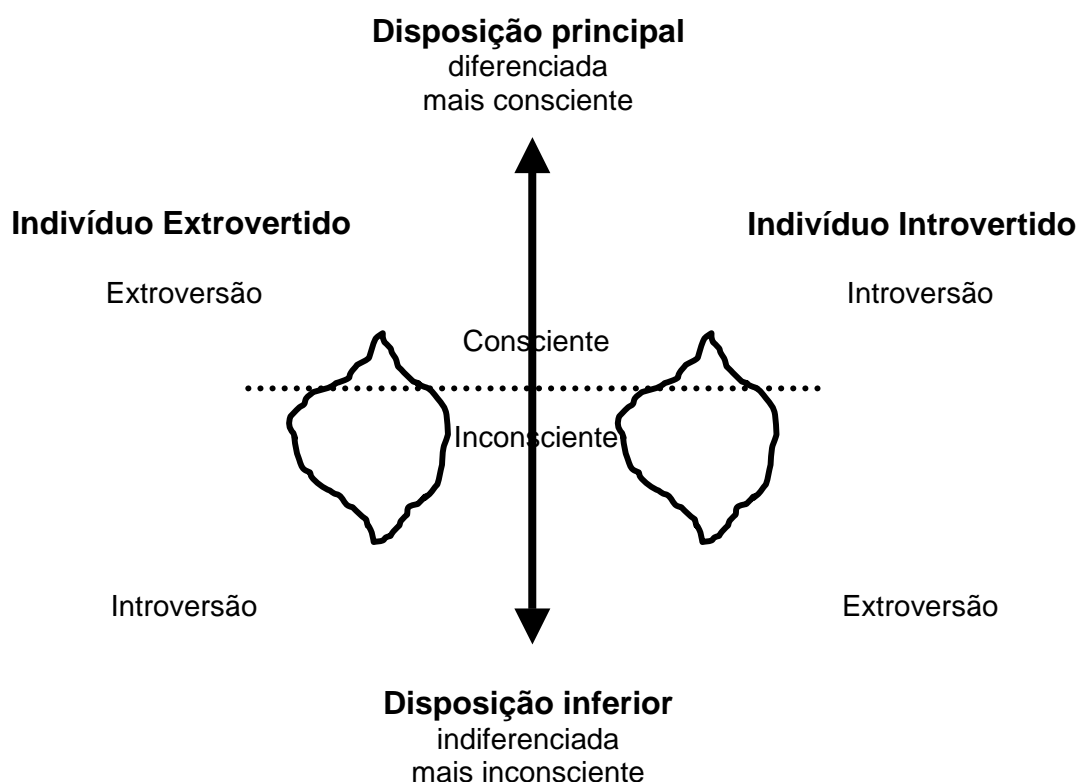 Disposição principal
diferenciada
mais consciente
Indivíduo Extrovertido
Indivíduo Introvertido
Extroversão
Introversão
Consciente
Inconsciente
Introversão
Extroversão
Disposição inferior
indiferenciada
mais inconsciente